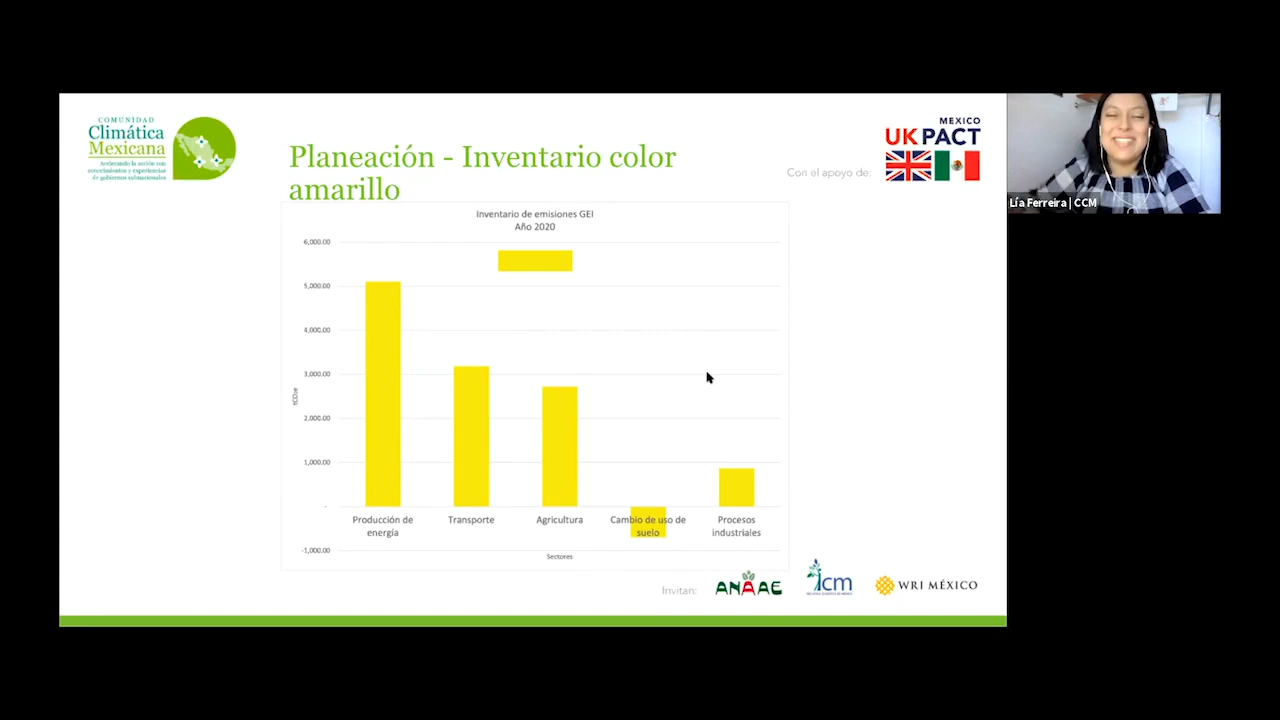 COMUNIDAD
Climática
Mexicana
Acelerando la acción con
conocimientos y experiencias
de gobiernos subnacionales
Planeación - Inventario color
amarillo
Con el apoyo de:
MEXICO
UK PACT
Lía Ferreira | CCM
Inventario de emisiones GEI
Año 2020
6,000.00
5,000.00
4,000.00
3,000.00
2,000.00
1,000.00
-
-1,000.00
tCO2e
Producción de
energía
Transporte
Agricultura
Cambio de uso de
suelo
Procesos
industriales
Sectores
Invitan:
ANAAE
icm
WRI MÉXICO